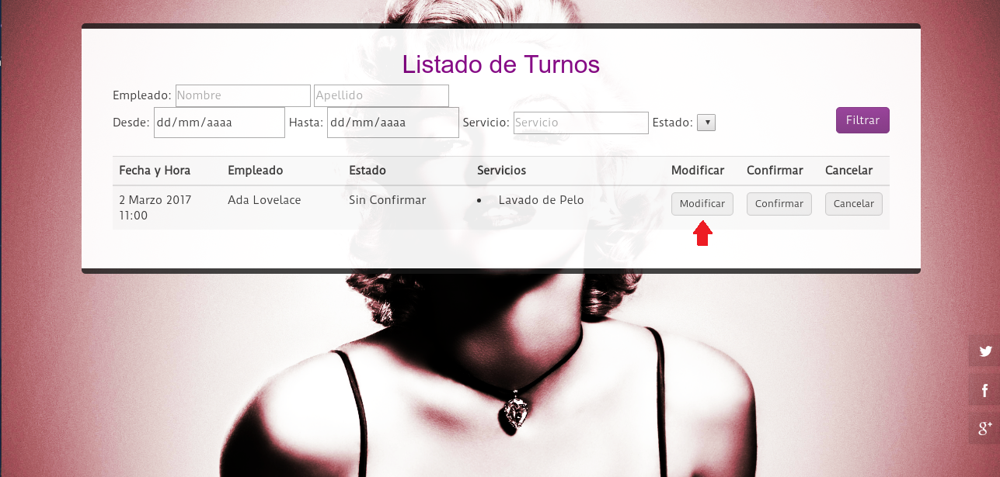 Listado de Turnos
Empleado: Nombre Apellido
Desde: dd/mm/aaaa Hasta: dd/mm/aaaa Servicio: Servicio Estado: Filtrar
Fecha y Hora Empleado Estado Servicios Modificar Confirmar Cancelar
2 Marzo 2017 Ada Lovelace Sin Confirmar • Lavado de Pelo Modificar Confirmar Cancelar
11:00